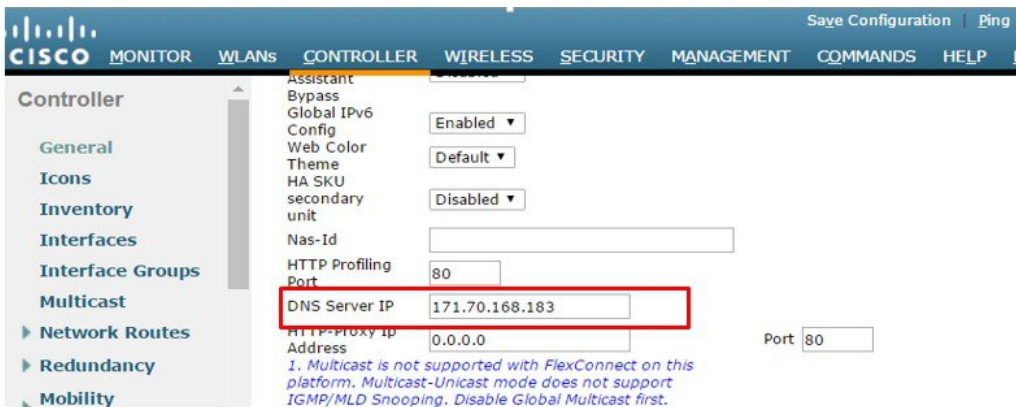 Save Configuration | Ping
CISCO MONITOR WLANs CONTROLLER WIRELESS SECURITY MANAGEMENT COMMANDS HELP
Controller
General
Icons
Inventory
Interfaces
Interface Groups
Multicast
Network Routes
Redundancy
Mobility
Assistant
Bypass
Global IPv6
Config
Enabled
Web Color
Theme
Default
HA SKU
secondary
unit
Disabled
Nas-Id
HTTP Profiling
Port
80
DNS Server IP
171.70.168.183
HTTP-Proxy Ip
Address
0.0.0.0
Port 80
1. Multicast is not supported with FlexConnect on this
platform. Multicast-Unicast mode does not support
IGMP/MLD Snooping. Disable Global Multicast first.